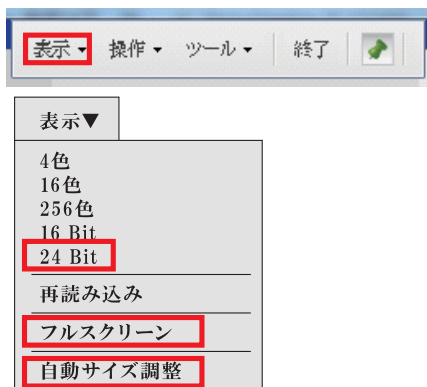 表示▼ 操作▼ ツール▼ 終了
表示▼
4色
16色
256色
16 Bit
24 Bit
再読み込み
フルスクリーン
自動サイズ調整